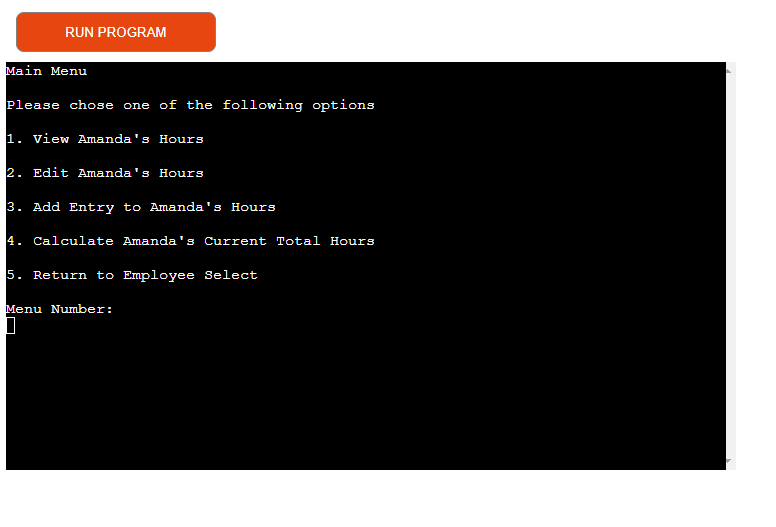 RUN PROGRAM
Main Menu
Please chose one of the following options
1. View Amanda's Hours
2. Edit Amanda's Hours
3. Add Entry to Amanda's Hours
4. Calculate Amanda's Current Total Hours
5. Return to Employee Select
Menu Number: